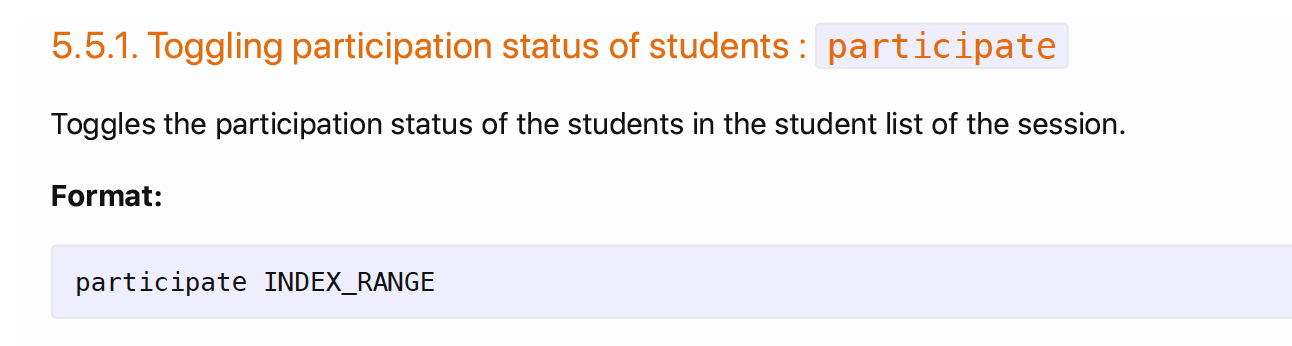 5.5.1. Toggling participation status of students : participate
Toggles the participation status of the students in the student list of the session.
Format:
participate INDEX_RANGE